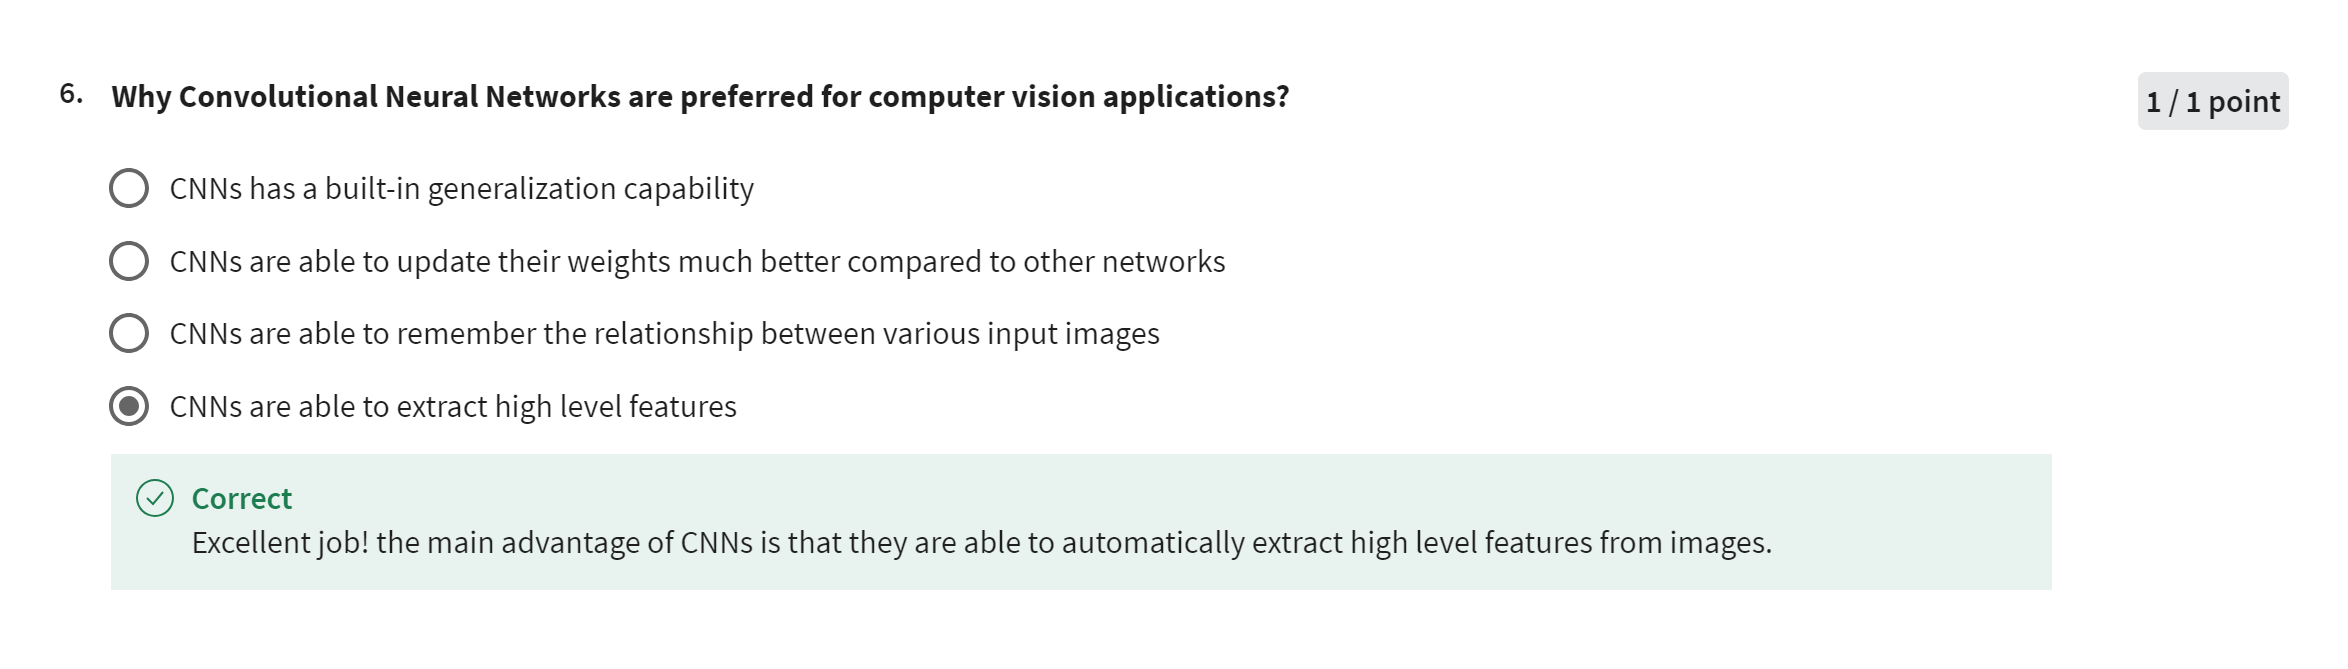 6. Why Convolutional Neural Networks are preferred for computer vision applications?
1 / 1 point
CNNs has a built-in generalization capability
CNNs are able to update their weights much better compared to other networks
CNNs are able to remember the relationship between various input images
CNNs are able to extract high level features
Correct
Excellent job! the main advantage of CNNs is that they are able to automatically extract high level features from images.